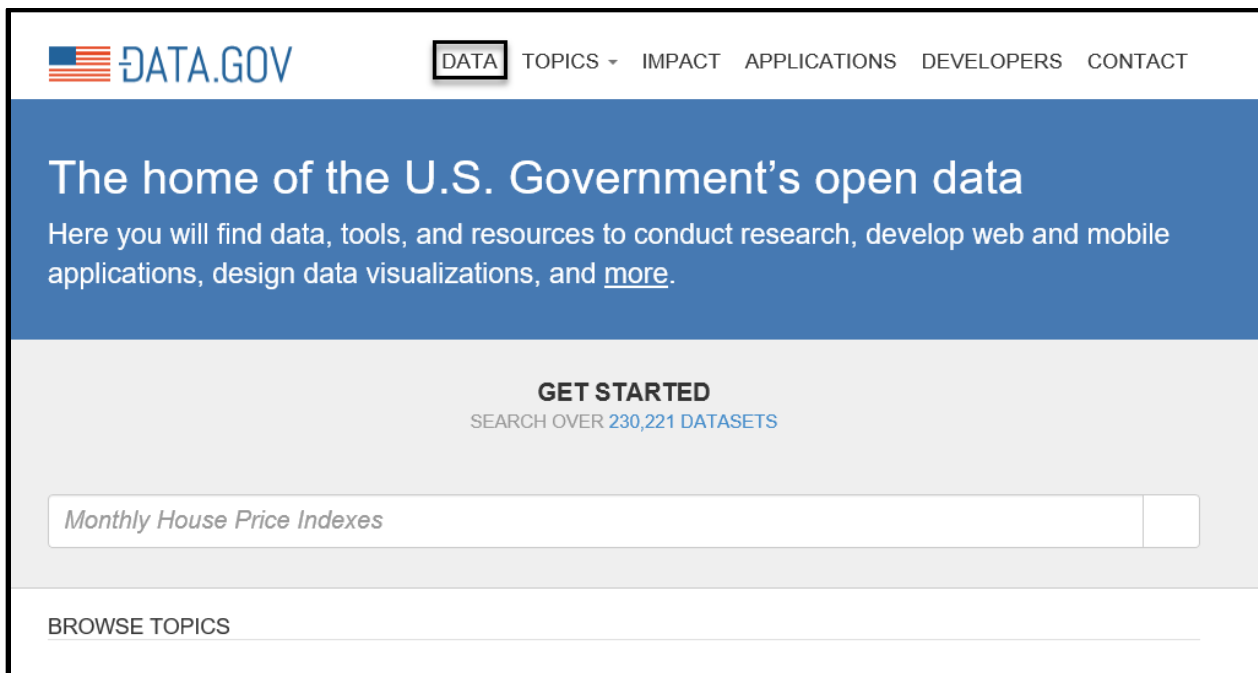 DATA.GOV
DATA TOPICS IMPACT APPLICATIONS DEVELOPERS CONTACT
The home of the U.S. Government’s open data
Here you will find data, tools, and resources to conduct research, develop web and mobile
applications, design data visualizations, and more.
GET STARTED
SEARCH OVER 230,221 DATASETS
Monthly House Price Indexes
BROWSE TOPICS